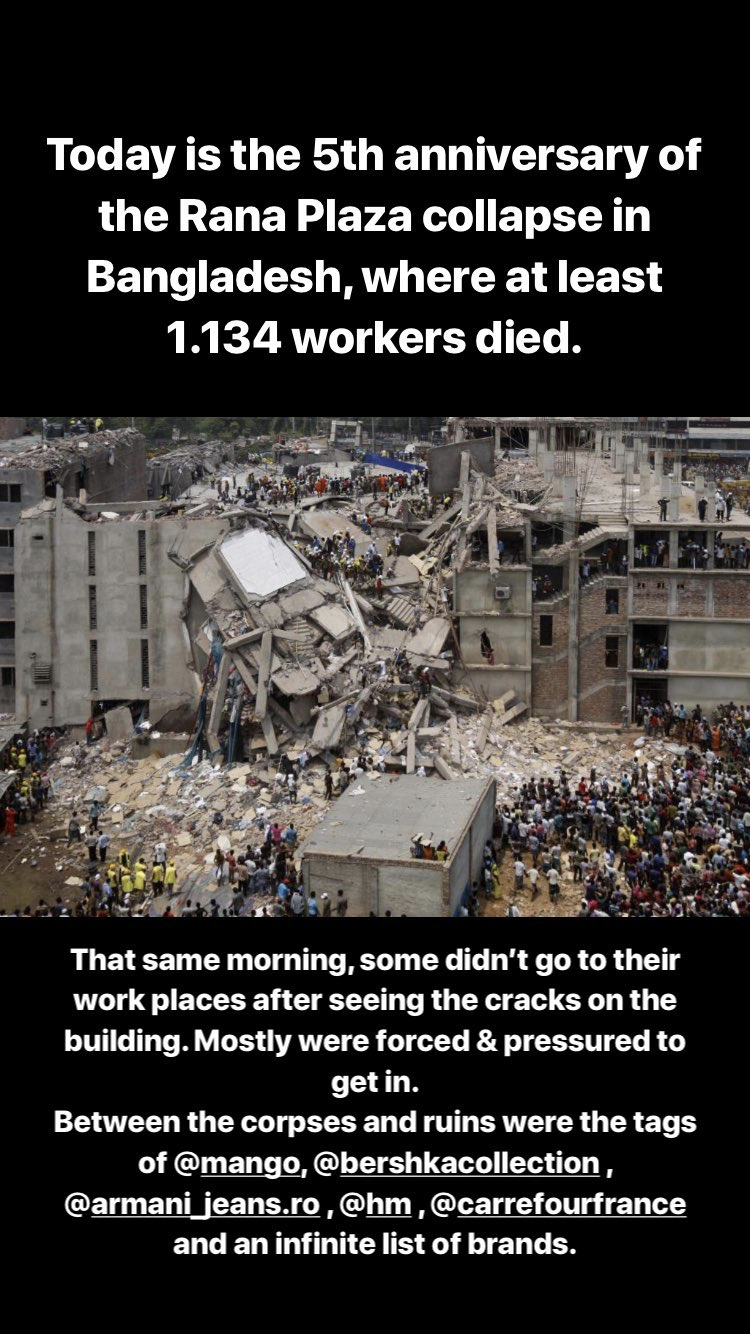 Today is the 5th anniversary of
the Rana Plaza collapse in
Bangladesh, where at least
1.134 workers died.
That same morning, some didn’t go to their
work places after seeing the cracks on the
building. Mostly were forced & pressured to
get in.
Between the corpses and ruins were the tags
of @mango, @bershkacollection ,
@armani_jeans.ro , @hm , @carrefourfrance
and an infinite list of brands.